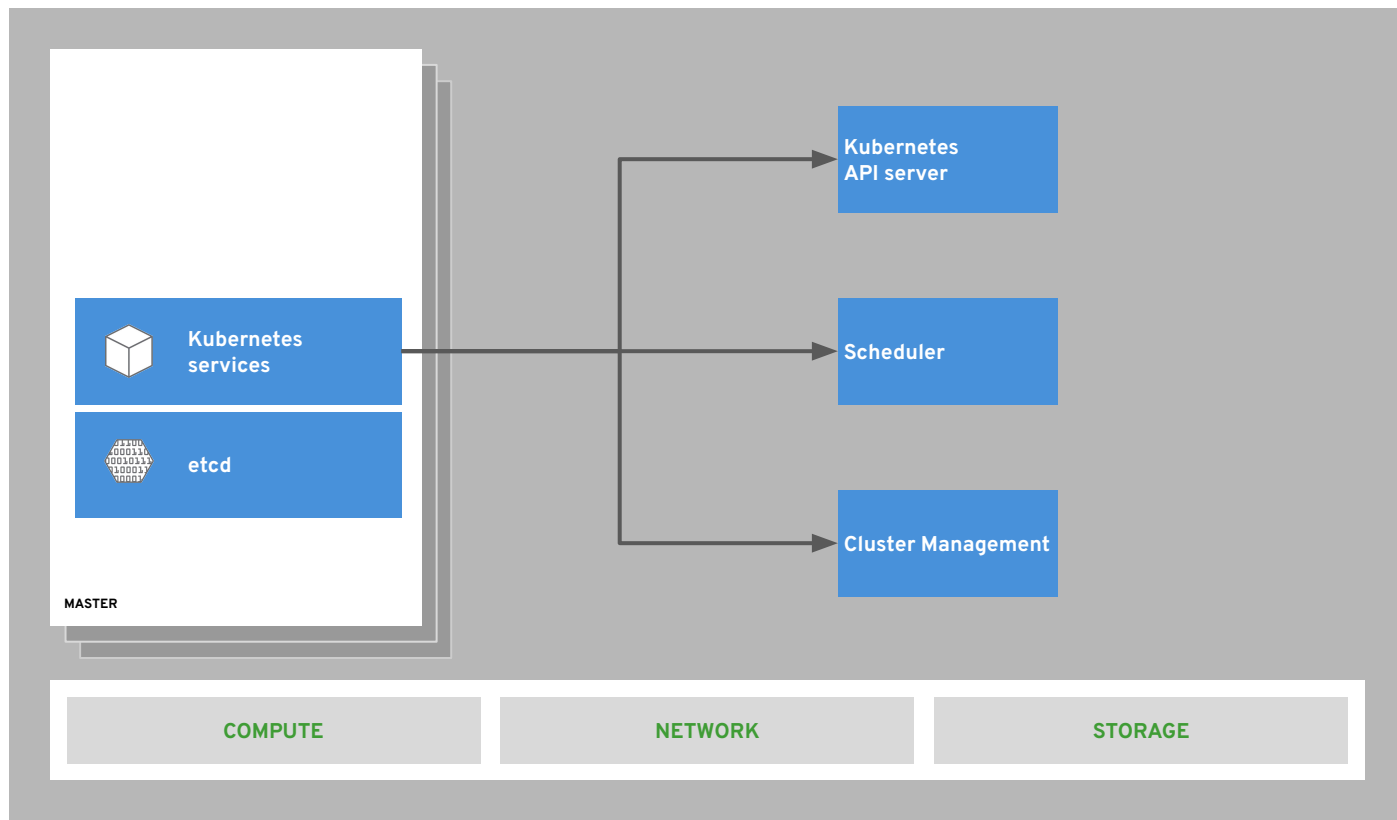 Kubernetes
API server
Kubernetes
services
Scheduler
etcd
Cluster Management
MASTER
COMPUTE
NETWORK
STORAGE